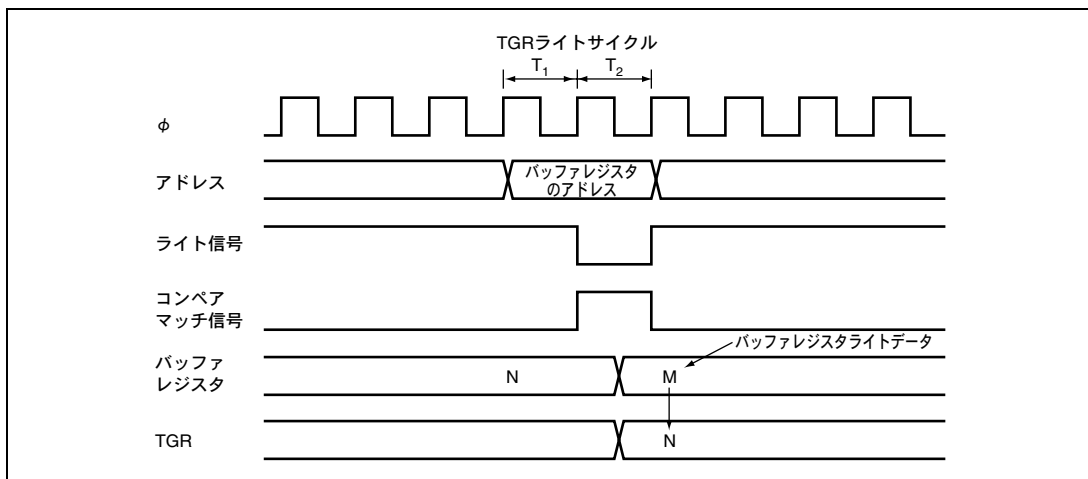 TGRライトサイクル
T1 T2
φ
アドレス
バッファレジスタ
のアドレス
ライト信号
コンペア
マッチ信号
バッファレジスタライトデータ
バッファ
レジスタ
N M
TGR
N